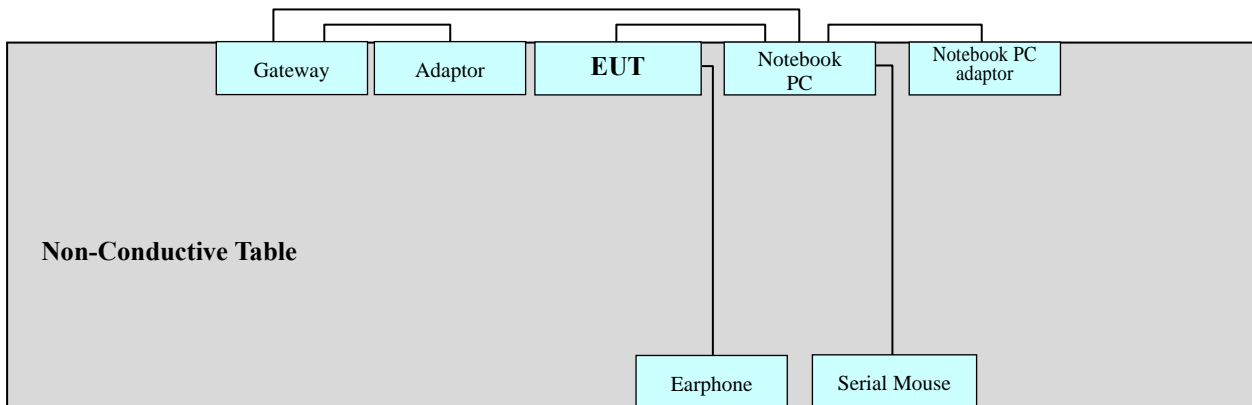 Gateway
Adaptor
EUT
Notebook
PC
Notebook PC
adaptor
Non-Conductive Table
Earphone
Serial Mouse